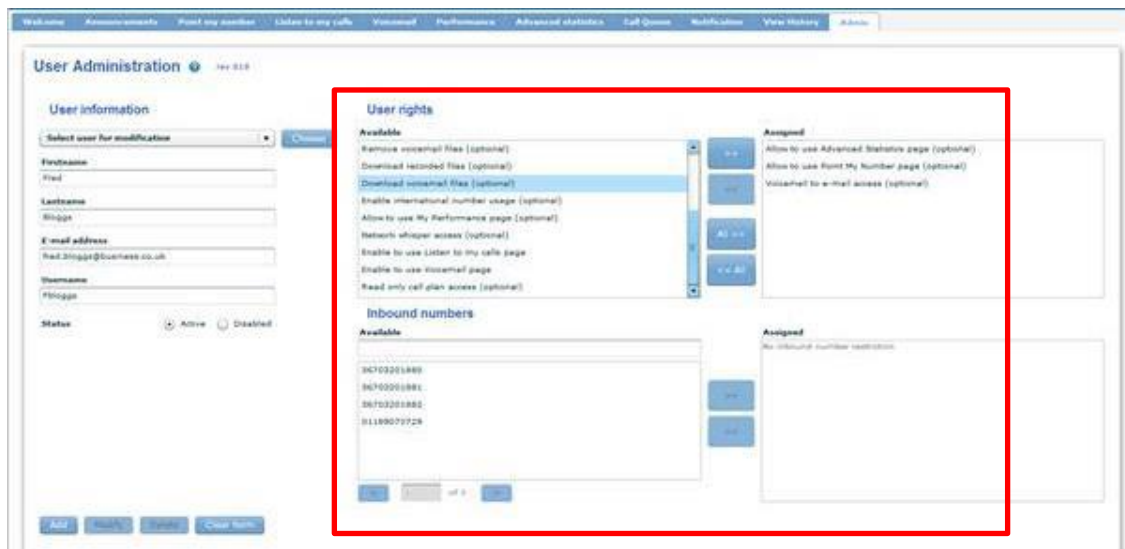 Welcome Announcements Point my number Listen to my calls Voicemail Performance Advanced statistics Call Queue Notification View History Admin
User Administration
User information
Select user for modification
Choose
Firstname
Fred
Lastname
Bloggs
E-mail address
fred.bloggs@business.co.uk
Username
Fbloggs
Status Active Disabled
Add Modify Delete Clear form
User rights
Available
Remove voicemail files (optional)
Download recorded files (optional)
Download voicemail files (optional)
Enable international number usage (optional)
Allow to use My Performance page (optional)
Network whisper access (optional)
Enable to use Listen to my calls page
Enable to use Voicemail page
Read only call plan access (optional)
>>
<<
All >>
<< All
Assigned
Allow to use Advanced Statistics page (optional)
Allow to use Point My Number page (optional)
Voicemail to e-mail access (optional)
Inbound numbers
Available
36703201880
36703201881
36703201882
01189070729
>>
<<
Assigned
No inbound number restriction